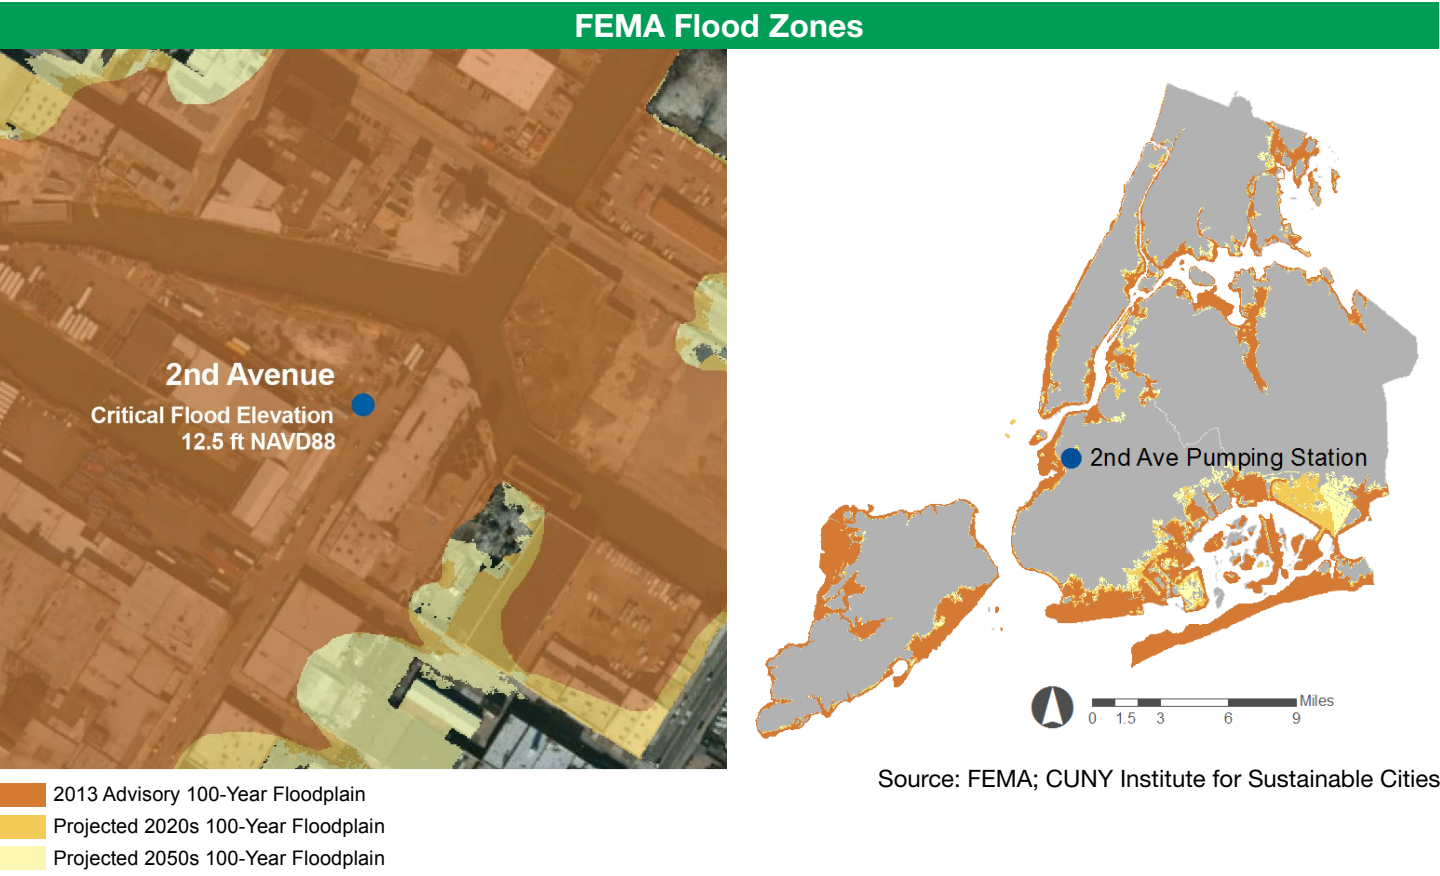 FEMA Flood Zones
2nd Avenue
Critical Flood Elevation
12.5 ft NAVD88
2nd Ave Pumping Station
Miles
0 1.5 3 6 9
Source: FEMA; CUNY Institute for Sustainable Cities
2013 Advisory 100-Year Floodplain
Projected 2020s 100-Year Floodplain
Projected 2050s 100-Year Floodplain